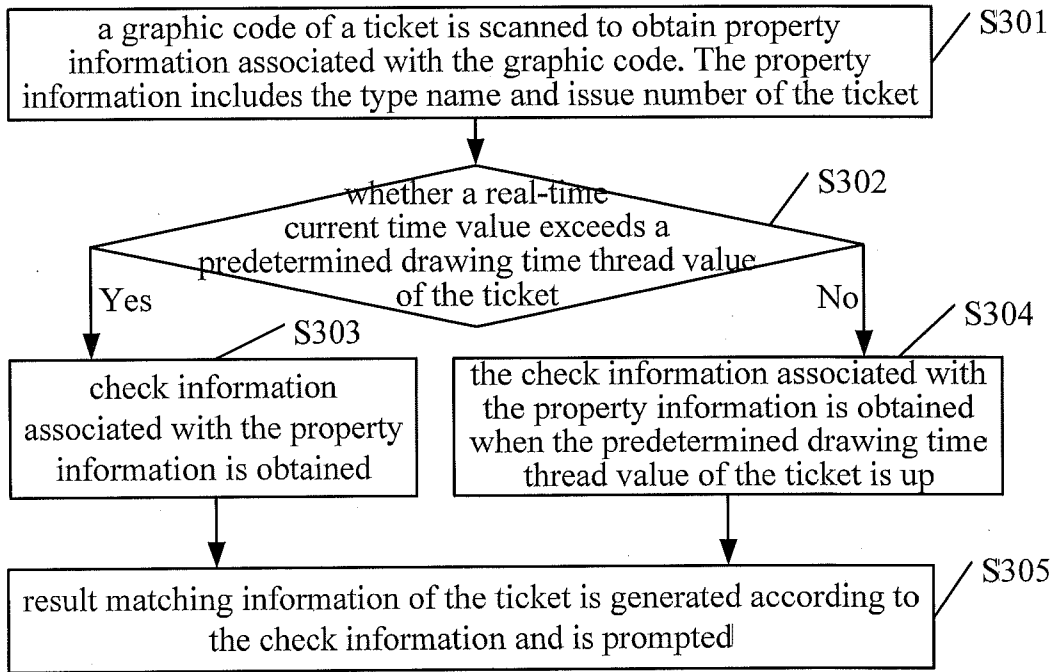 a graphic code of a ticket is scanned to obtain property
information associated with the graphic code. The property
information includes the type name and issue number of the ticket
S301
whether a real-time
current time value exceeds a
predetermined drawing time thread value
of the ticket
S302
Yes
No
S303
check information
associated with the property
information is obtained
S304
the check information associated with
the property information is obtained
when the predetermined drawing time
thread value of the ticket is up
S305
result matching information of the ticket is generated according to
the check information and is prompted